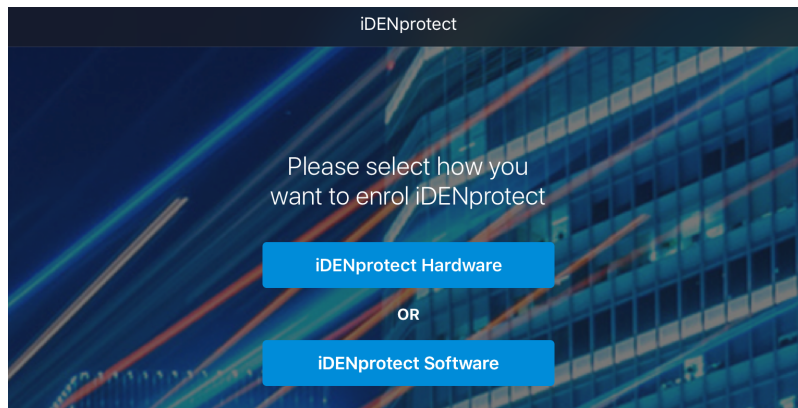 iDENprotect
Please select how you
want to enrol iDENprotect
iDENprotect Hardware
OR
iDENprotect Software